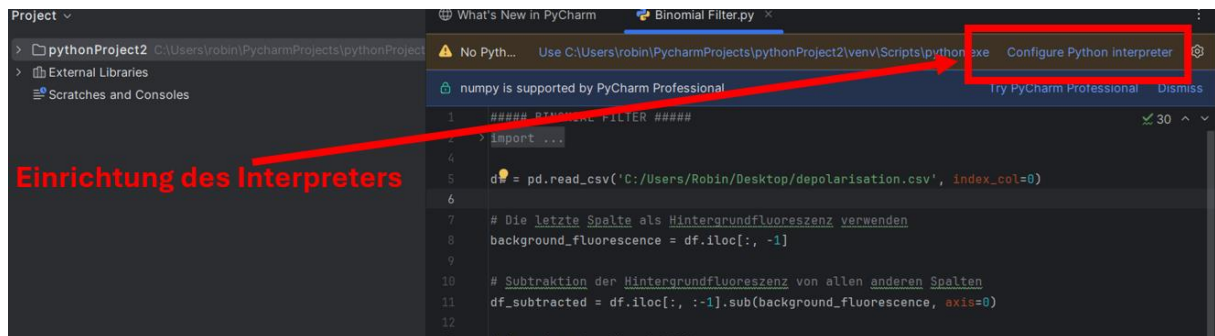 Project
What's New in PyCharm
Binomial Filter.py
pythonProject2 C:\Users\robin\PycharmProjects\pythonProject
External Libraries
Scratches and Consoles
No Pyth... Use C:\Users\robin\PycharmProjects\pythonProject2\venv\Scripts\python.exe Configure Python interpreter
numpy is supported by PyCharm Professional Try PyCharm Professional Dismiss
Einrichtung des Interpreters
1 ##### BINOMIAL FILTER ##### 30
2 import ...
4
5 df = pd.read_csv('C:/Users/Robin/Desktop/depolarisation.csv', index_col=0)
6
7 # Die letzte Spalte als Hintergrundfluoreszenz verwenden
8 background_fluorescence = df.iloc[:, -1]
9
10 # Subtraktion der Hintergrundfluoreszenz von allen anderen Spalten
11 df_subtracted = df.iloc[:, :-1].sub(background_fluorescence, axis=0)
12